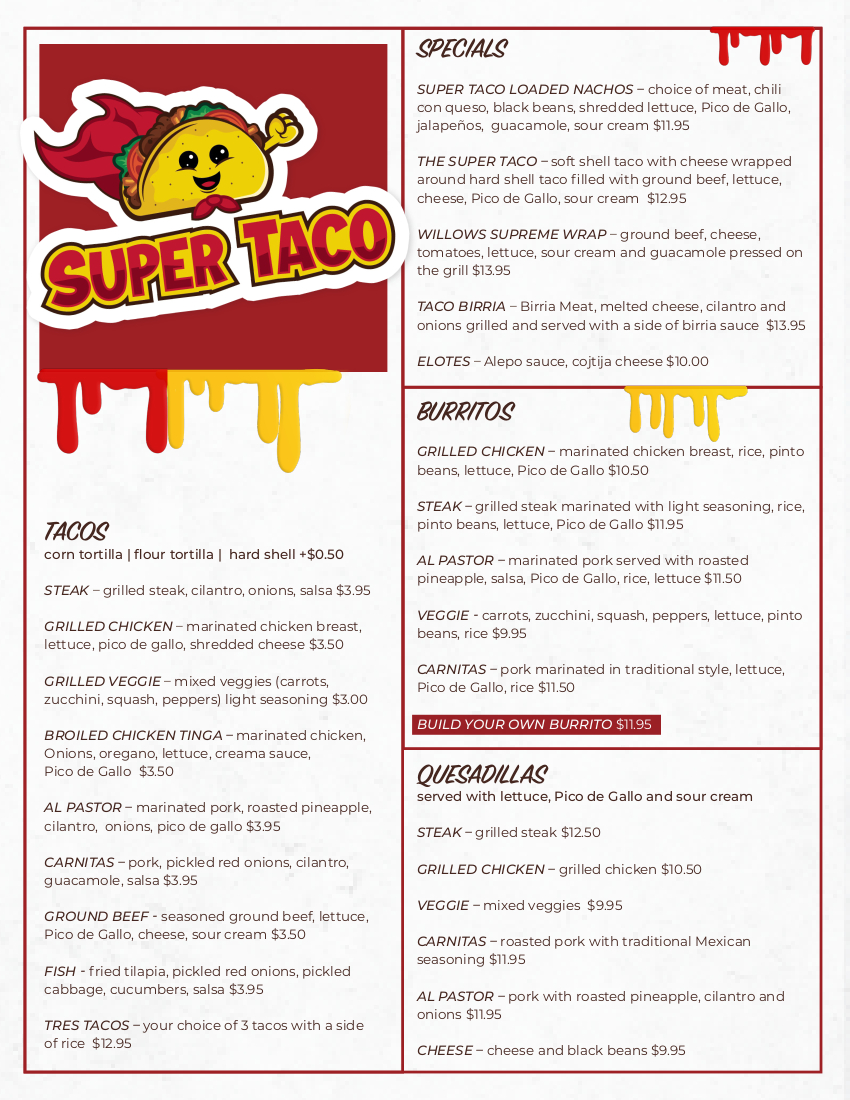 SUPER TACO
TACOS
corn tortilla | flour tortilla | hard shell +$0.50
STEAK – grilled steak, cilantro, onions, salsa $3.95
GRILLED CHICKEN – marinated chicken breast,
lettuce, pico de gallo, shredded cheese $3.50
GRILLED VEGGIE – mixed veggies (carrots,
zucchini, squash, peppers) light seasoning $3.00
BROILED CHICKEN TINGA – marinated chicken,
Onions, oregano, lettuce, creama sauce,
Pico de Gallo $3.50
AL PASTOR – marinated pork, roasted pineapple,
cilantro, onions, pico de gallo $3.95
CARNITAS – pork, pickled red onions, cilantro,
guacamole, salsa $3.95
GROUND BEEF - seasoned ground beef, lettuce,
Pico de Gallo, cheese, sour cream $3.50
FISH - fried tilapia, pickled red onions, pickled
cabbage, cucumbers, salsa $3.95
TRES TACOS – your choice of 3 tacos with a side
of rice $12.95
SPECIALS
SUPER TACO LOADED NACHOS – choice of meat, chili
con queso, black beans, shredded lettuce, Pico de Gallo,
jalapeños, guacamole, sour cream $11.95
THE SUPER TACO – soft shell taco with cheese wrapped
around hard shell taco filled with ground beef, lettuce,
cheese, Pico de Gallo, sour cream $12.95
WILLOWS SUPREME WRAP – ground beef, cheese,
tomatoes, lettuce, sour cream and guacamole pressed on
the grill $13.95
TACO BIRRIA – Birria Meat, melted cheese, cilantro and
onions grilled and served with a side of birria sauce $13.95
ELOTES – Alepo sauce, cojtija cheese $10.00
BURRITOS
GRILLED CHICKEN – marinated chicken breast, rice, pinto
beans, lettuce, Pico de Gallo $10.50
STEAK – grilled steak marinated with light seasoning, rice,
pinto beans, lettuce, Pico de Gallo $11.95
AL PASTOR – marinated pork served with roasted
pineapple, salsa, Pico de Gallo, rice, lettuce $11.50
VEGGIE - carrots, zucchini, squash, peppers, lettuce, pinto
beans, rice $9.95
CARNITAS – pork marinated in traditional style, lettuce,
Pico de Gallo, rice $11.50
BUILD YOUR OWN BURRITO $11.95
QUESADILLAS
served with lettuce, Pico de Gallo and sour cream
STEAK – grilled steak $12.50
GRILLED CHICKEN – grilled chicken $10.50
VEGGIE – mixed veggies $9.95
CARNITAS – roasted pork with traditional Mexican
seasoning $11.95
AL PASTOR – pork with roasted pineapple, cilantro and
onions $11.95
CHEESE – cheese and black beans $9.95